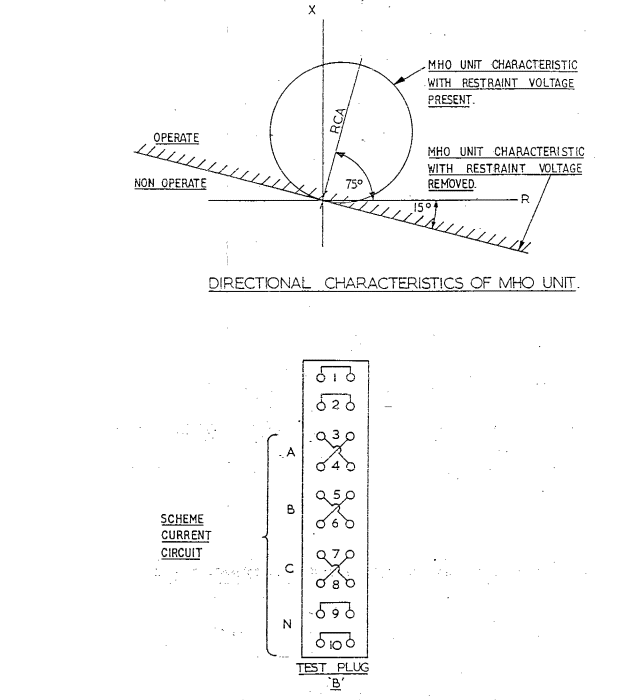 X
MHO UNIT CHARACTERISTIC
WITH RESTRAINT VOLTAGE
PRESENT.
RCA
OPERATE
NON OPERATE
MHO UNIT CHARACTERISTIC
WITH RESTRAINT VOLTAGE
REMOVED.
75°
R
15°
DIRECTIONAL CHARACTERISTICS OF MHO UNIT.
1
2
3
A
4
5
B
6
SCHEME
CURRENT
CIRCUIT
7
C
8
9
N
10
TEST PLUG
'B'